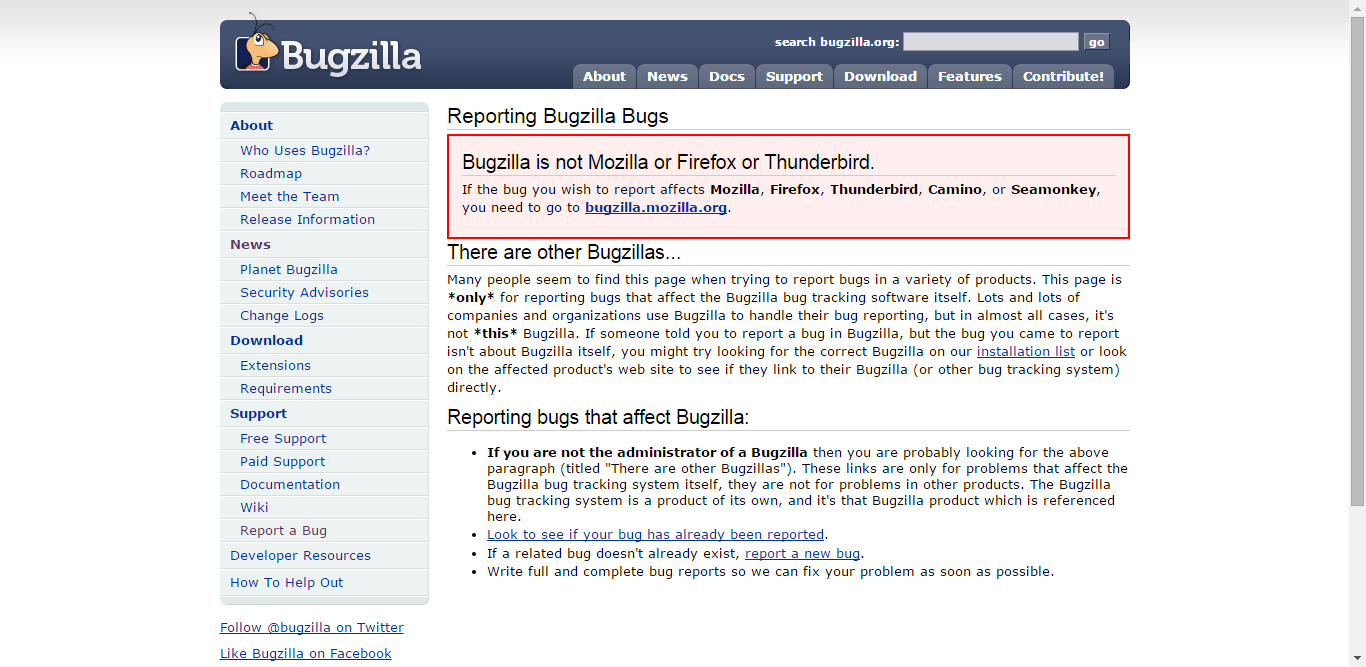 Bugzilla
search bugzilla.org:
go
About News Docs Support Download Features Contribute!
About
Who Uses Bugzilla?
Roadmap
Meet the Team
Release Information
News
Planet Bugzilla
Security Advisories
Change Logs
Download
Extensions
Requirements
Support
Free Support
Paid Support
Documentation
Wiki
Report a Bug
Developer Resources
How To Help Out
Follow @bugzilla on Twitter
Like Bugzilla on Facebook
Reporting Bugzilla Bugs
Bugzilla is not Mozilla or Firefox or Thunderbird.
If the bug you wish to report affects Mozilla, Firefox, Thunderbird, Camino, or Seamonkey,
you need to go to bugzilla.mozilla.org.
There are other Bugzillas...
Many people seem to find this page when trying to report bugs in a variety of products. This page is
*only* for reporting bugs that affect the Bugzilla bug tracking software itself. Lots and lots of
companies and organizations use Bugzilla to handle their bug reporting, but in almost all cases, it's
not *this* Bugzilla. If someone told you to report a bug in Bugzilla, but the bug you came to report
isn't about Bugzilla itself, you might try looking for the correct Bugzilla on our installation list or look
on the affected product's web site to see if they link to their Bugzilla (or other bug tracking system)
directly.
Reporting bugs that affect Bugzilla:
• If you are not the administrator of a Bugzilla then you are probably looking for the above
paragraph (titled "There are other Bugzillas"). These links are only for problems that affect the
Bugzilla bug tracking system itself, they are not for problems in other products. The Bugzilla
bug tracking system is a product of its own, and it's that Bugzilla product which is referenced
here.
• Look to see if your bug has already been reported.
• If a related bug doesn't already exist, report a new bug.
• Write full and complete bug reports so we can fix your problem as soon as possible.